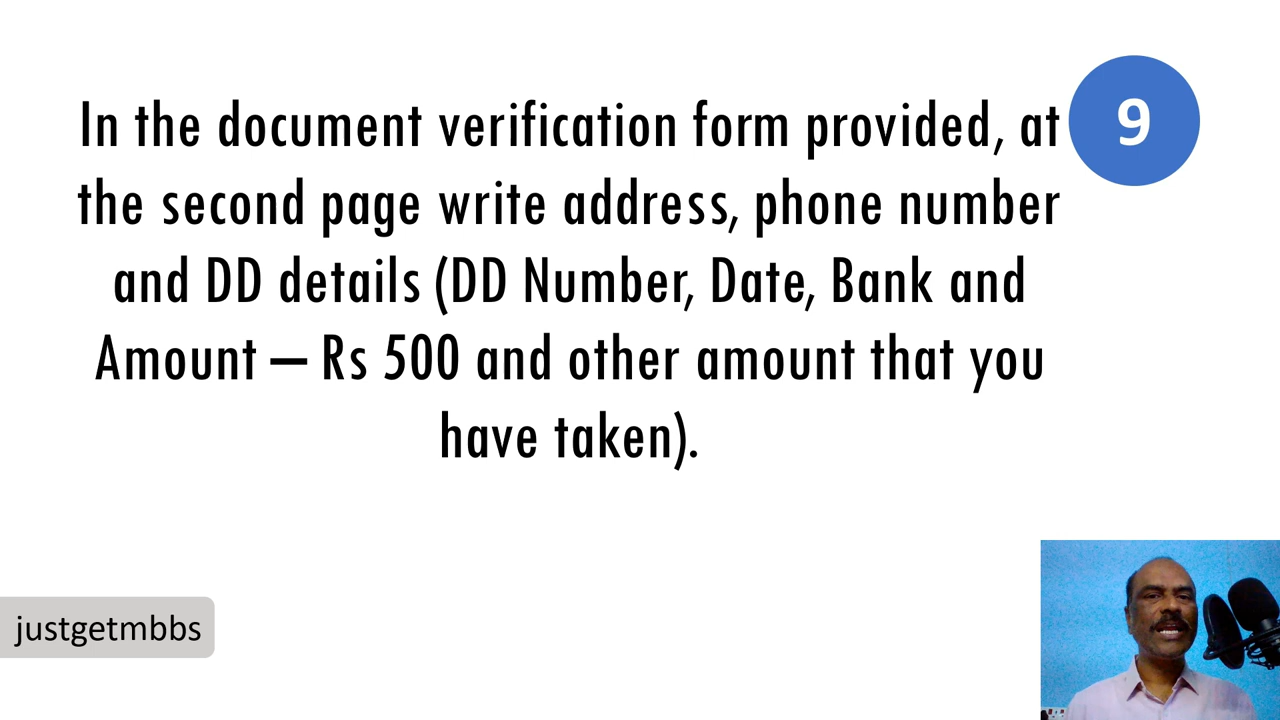 In the document verification form provided, at
the second page write address, phone number
and DD details (DD Number, Date, Bank and
Amount – Rs 500 and other amount that you
have taken).
9
justgetmbbs